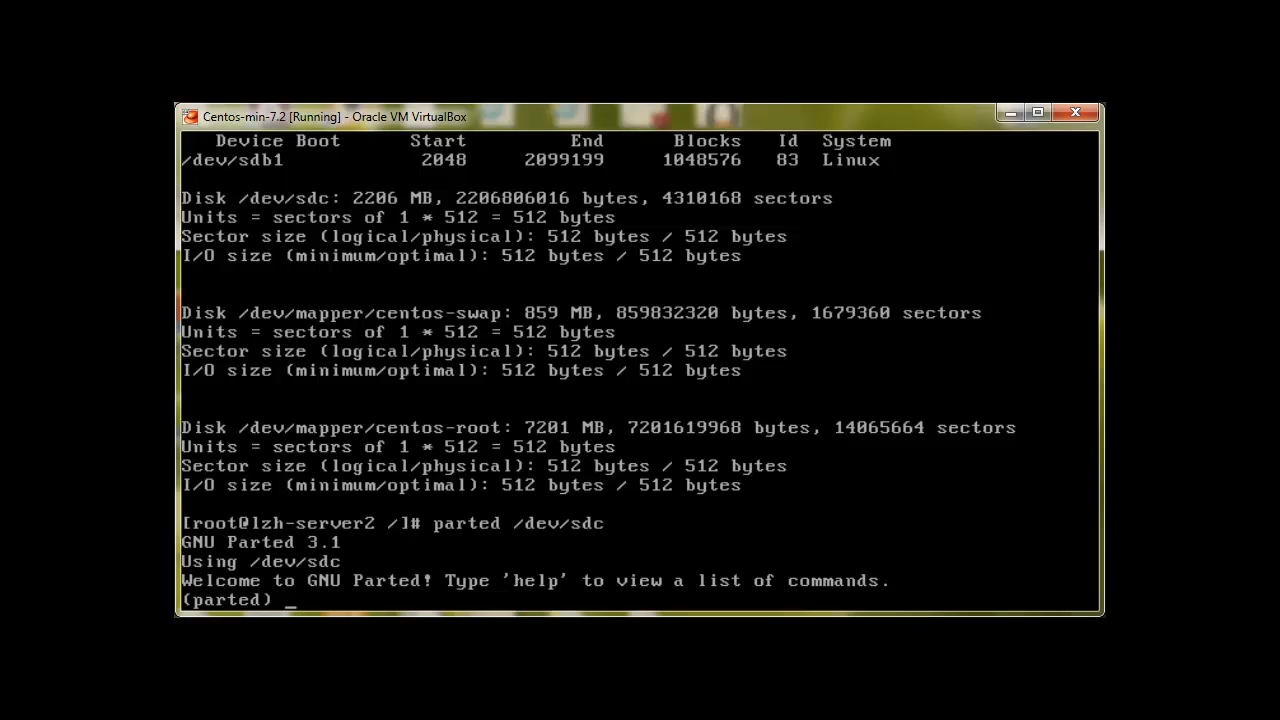 Centos-min-7.2 [Running] - Oracle VM VirtualBox
Device Boot Start End Blocks Id System
/dev/sdb1 2048 2099199 1048576 83 Linux
Disk /dev/sdc: 2206 MB, 2206806016 bytes, 4310168 sectors
Units = sectors of 1 * 512 = 512 bytes
Sector size (logical/physical): 512 bytes / 512 bytes
I/O size (minimum/optimal): 512 bytes / 512 bytes
Disk /dev/mapper/centos-swap: 859 MB, 859832320 bytes, 1679360 sectors
Units = sectors of 1 * 512 = 512 bytes
Sector size (logical/physical): 512 bytes / 512 bytes
I/O size (minimum/optimal): 512 bytes / 512 bytes
Disk /dev/mapper/centos-root: 7201 MB, 7201619968 bytes, 14065664 sectors
Units = sectors of 1 * 512 = 512 bytes
Sector size (logical/physical): 512 bytes / 512 bytes
I/O size (minimum/optimal): 512 bytes / 512 bytes
[root@lzh-server2 /]# parted /dev/sdc
GNU Parted 3.1
Using /dev/sdc
Welcome to GNU Parted! Type 'help' to view a list of commands.
(parted) _